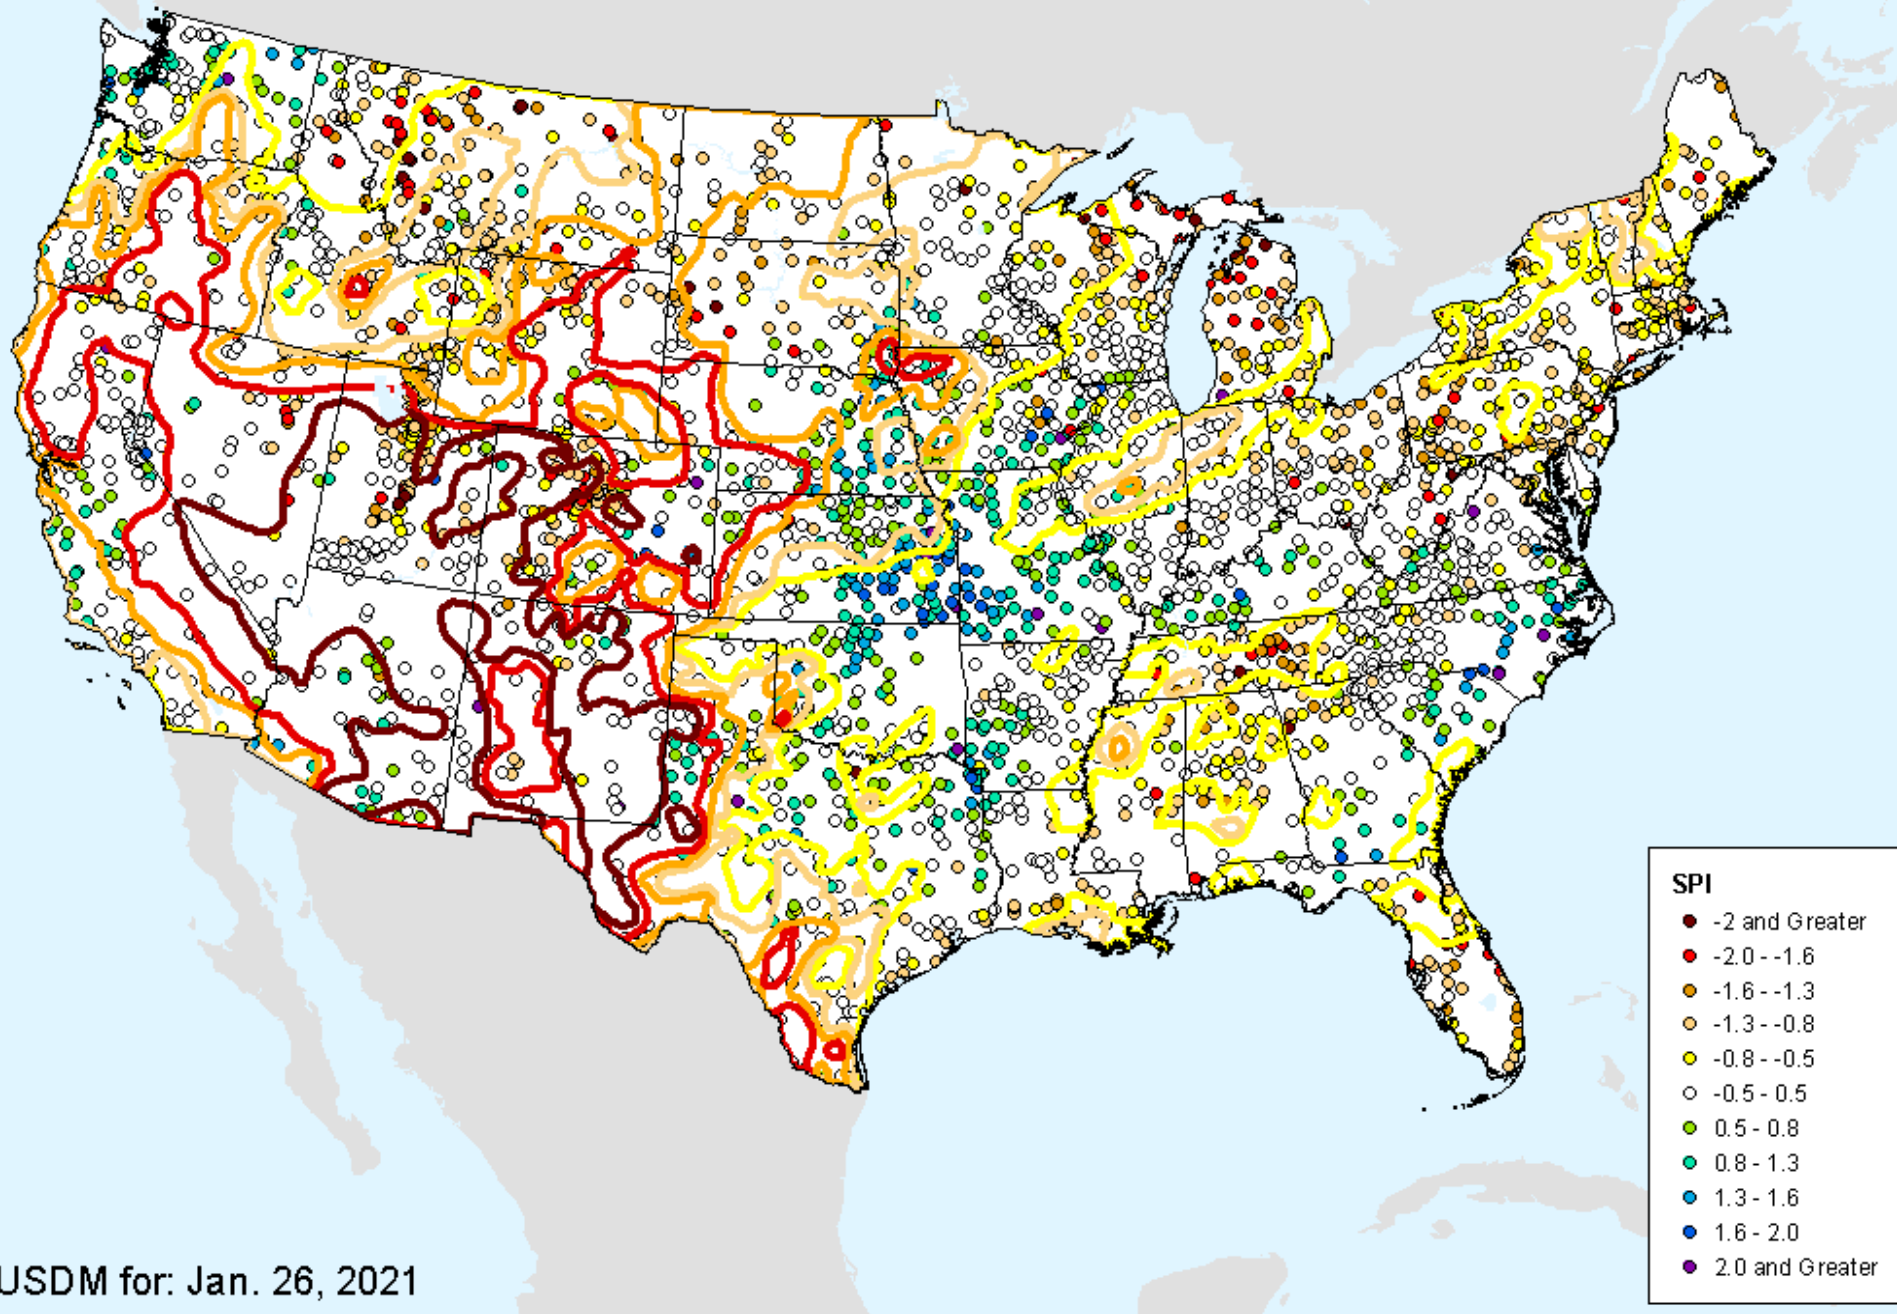 SPI
-2 and Greater
-2.0 - -1.6
-1.6 - -1.3
-1.3 - -0.8
-0.8 - -0.5
-0.5 - 0.5
0.5 - 0.8
0.8 - 1.3
1.3 - 1.6
1.6 - 2.0
2.0 and Greater
USDM for: Jan. 26, 2021